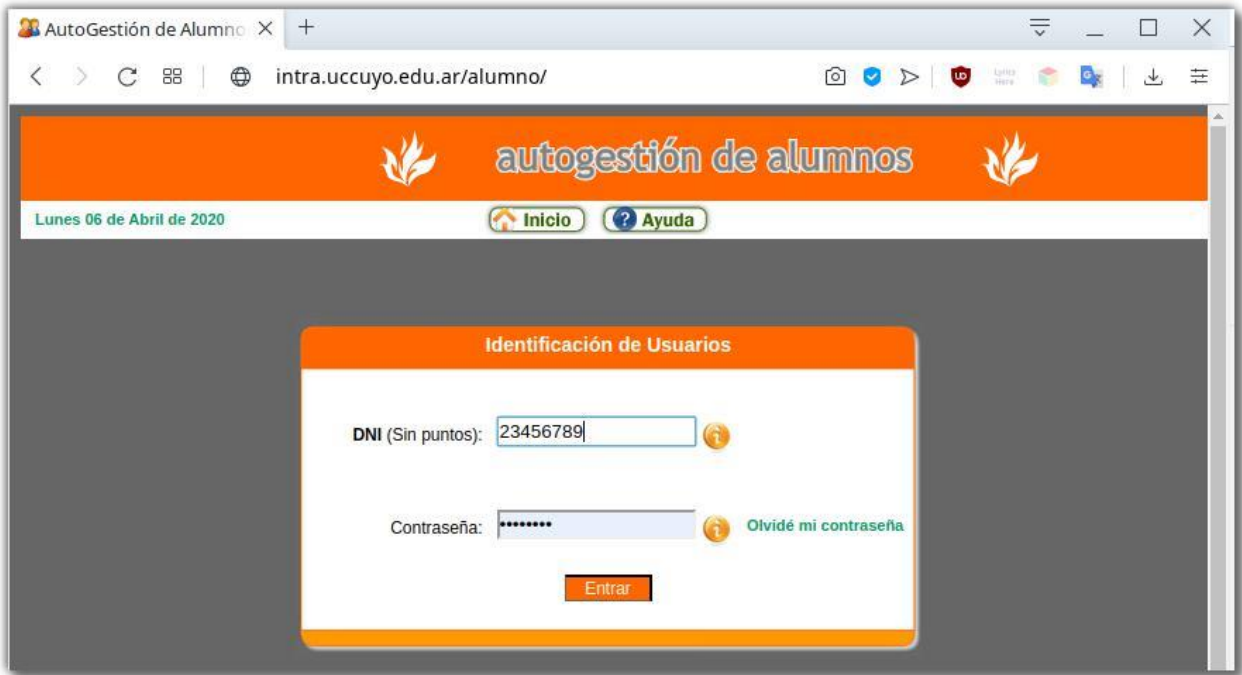 AutoGestión de Alumno
intra.uccuyo.edu.ar/alumno/
autogestión de alumnos
Lunes 06 de Abril de 2020
Inicio
Ayuda
Identificación de Usuarios
DNI (Sin puntos): 23456789
Contraseña: ••••••••
Olvidé mi contraseña
Entrar